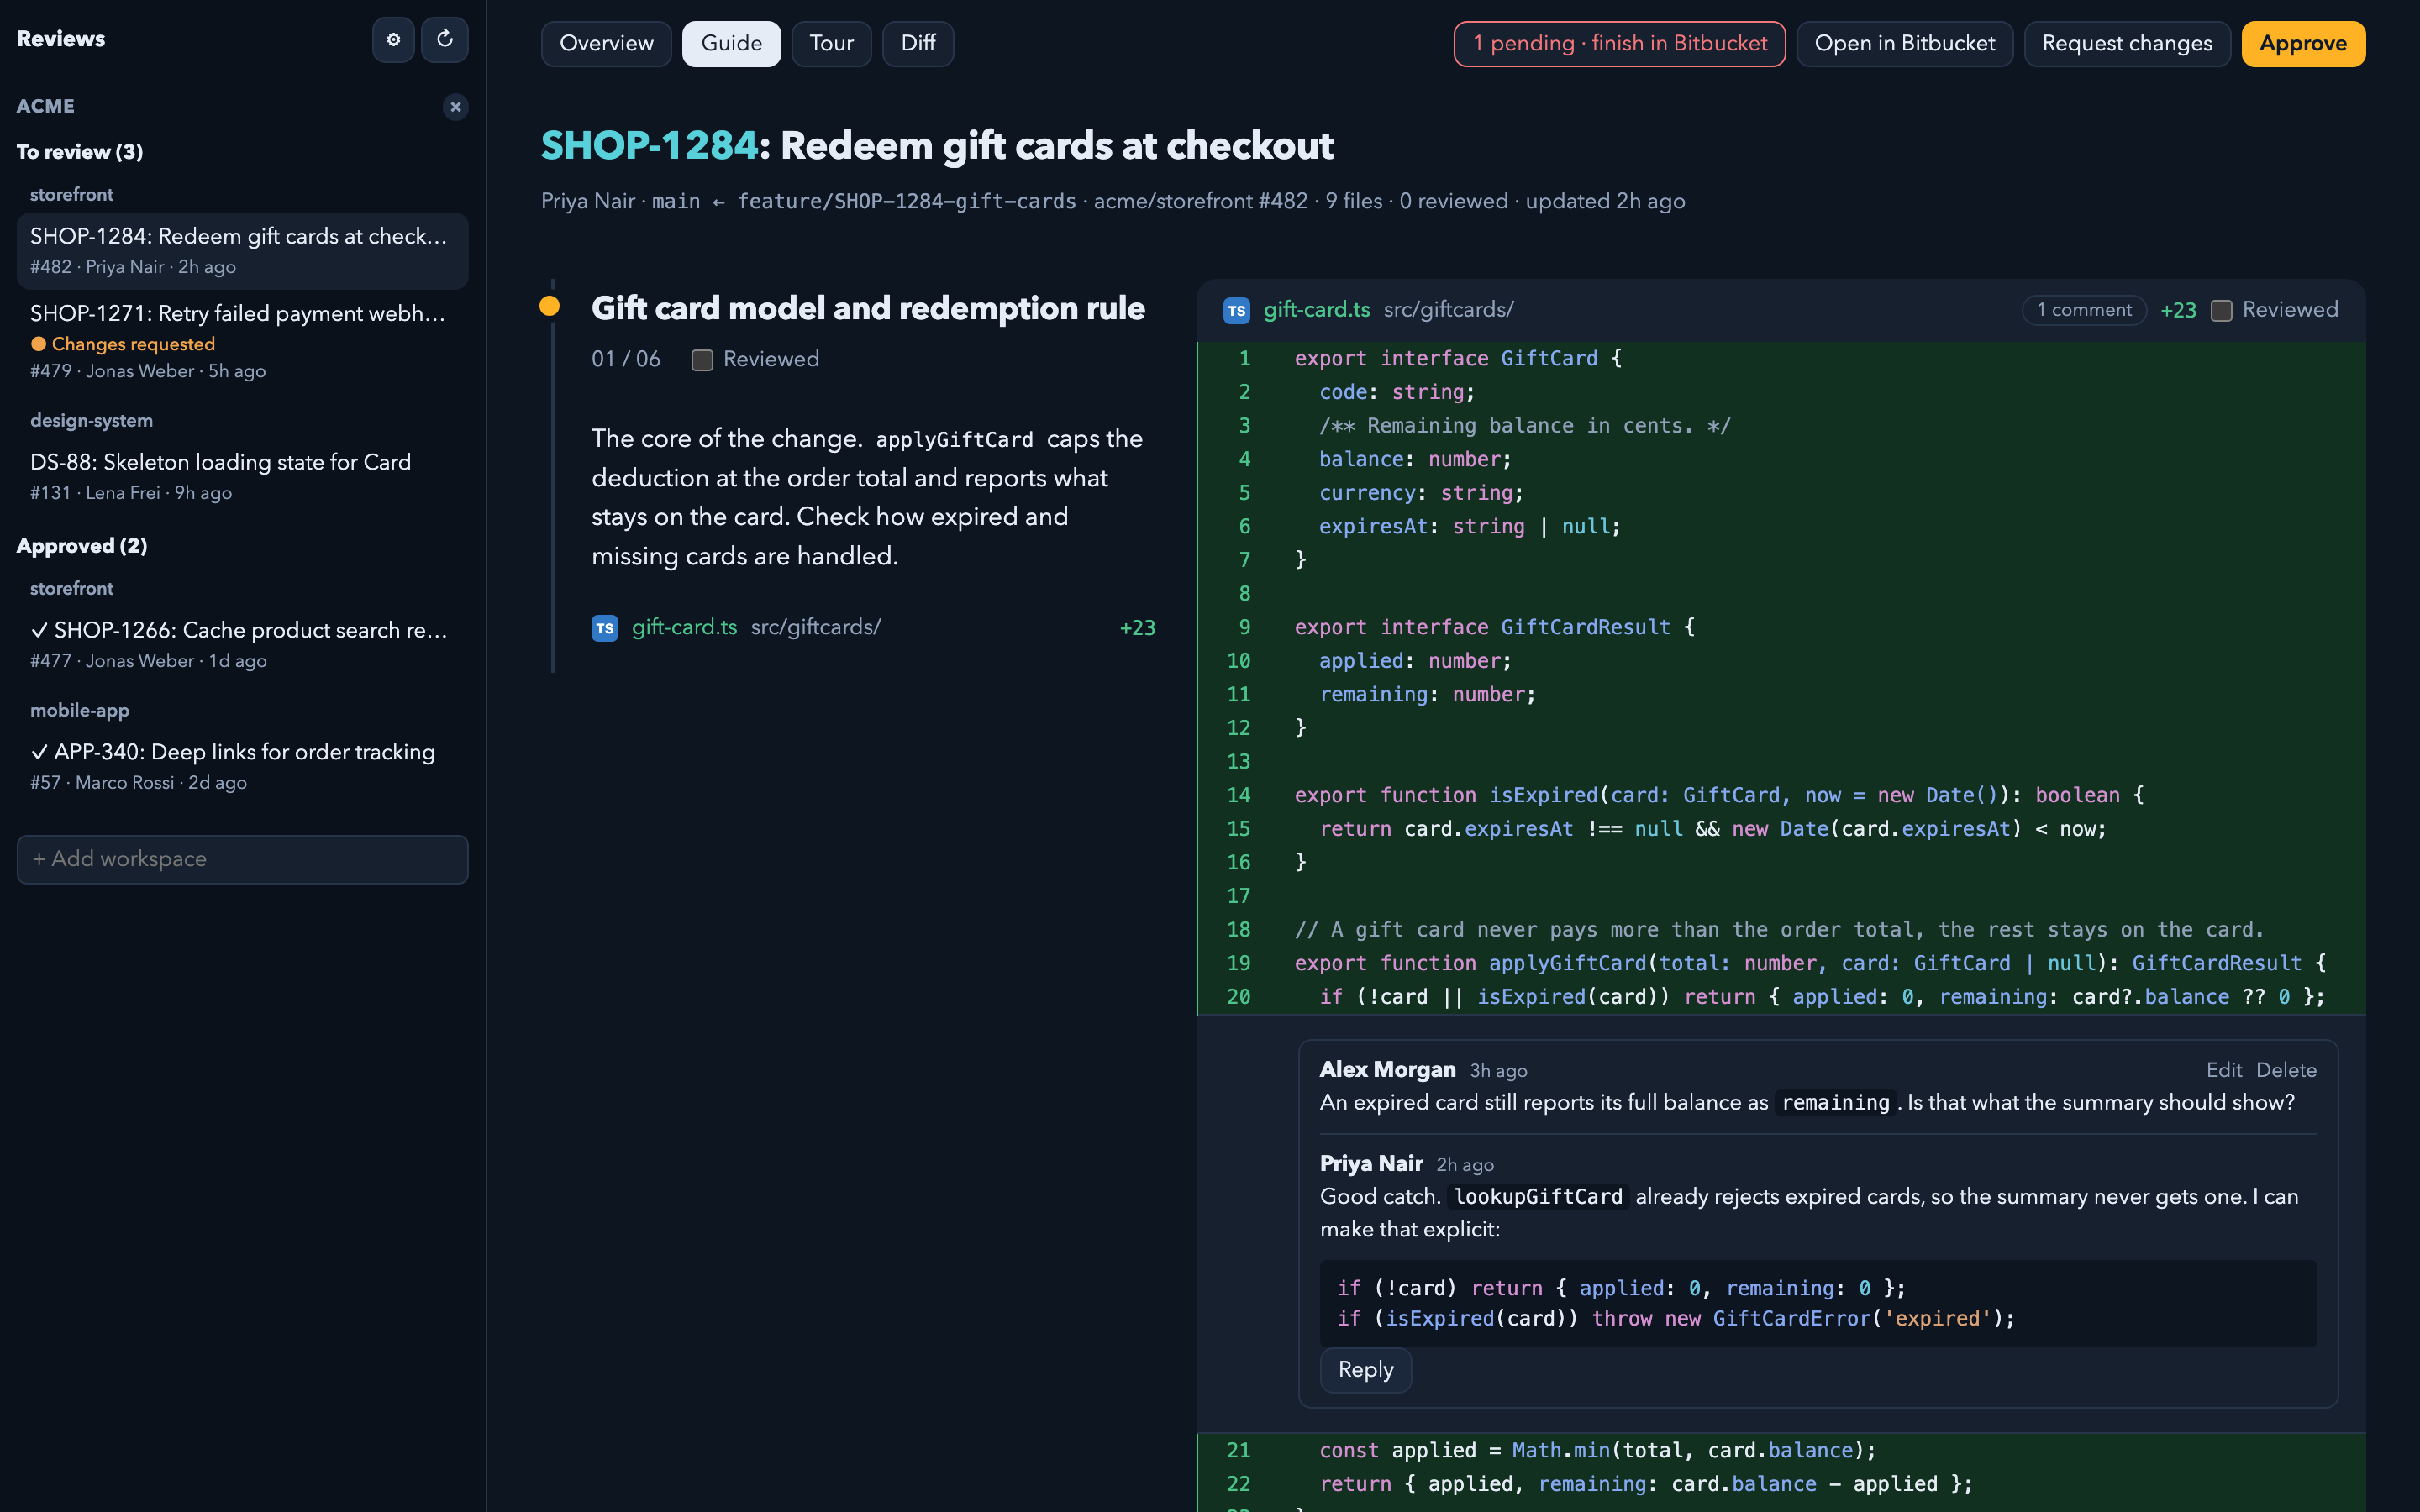 Reviews
ACME
To review (3)
storefront
SHOP-1284: Redeem gift cards at check…
#482 · Priya Nair · 2h ago
SHOP-1271: Retry failed payment webh…
Changes requested
#479 · Jonas Weber · 5h ago
design-system
DS-88: Skeleton loading state for Card
#131 · Lena Frei · 9h ago
Approved (2)
storefront
✓ SHOP-1266: Cache product search re…
#477 · Jonas Weber · 1d ago
mobile-app
✓ APP-340: Deep links for order tracking
#57 · Marco Rossi · 2d ago
+ Add workspace
Overview Guide Tour Diff
1 pending · finish in Bitbucket Open in Bitbucket Request changes Approve
SHOP-1284: Redeem gift cards at checkout
Priya Nair · main ← feature/SHOP-1284-gift-cards · acme/storefront #482 · 9 files · 0 reviewed · updated 2h ago
Gift card model and redemption rule
01 / 06 Reviewed
The core of the change. applyGiftCard caps the
deduction at the order total and reports what
stays on the card. Check how expired and
missing cards are handled.
TS gift-card.ts src/giftcards/ +23
TS gift-card.ts src/giftcards/ 1 comment +23 Reviewed
1 export interface GiftCard {
2 code: string;
3 /** Remaining balance in cents. */
4 balance: number;
5 currency: string;
6 expiresAt: string | null;
7 }
8
9 export interface GiftCardResult {
10 applied: number;
11 remaining: number;
12 }
13
14 export function isExpired(card: GiftCard, now = new Date()): boolean {
15 return card.expiresAt !== null && new Date(card.expiresAt) < now;
16 }
17
18 // A gift card never pays more than the order total, the rest stays on the card.
19 export function applyGiftCard(total: number, card: GiftCard | null): GiftCardResult {
20 if (!card || isExpired(card)) return { applied: 0, remaining: card?.balance ?? 0 };
Alex Morgan 3h ago Edit Delete
An expired card still reports its full balance as remaining. Is that what the summary should show?
Priya Nair 2h ago
Good catch. lookupGiftCard already rejects expired cards, so the summary never gets one. I can
make that explicit:
if (!card) return { applied: 0, remaining: 0 };
if (isExpired(card)) throw new GiftCardError('expired');
Reply
21 const applied = Math.min(total, card.balance);
22 return { applied, remaining: card.balance - applied };